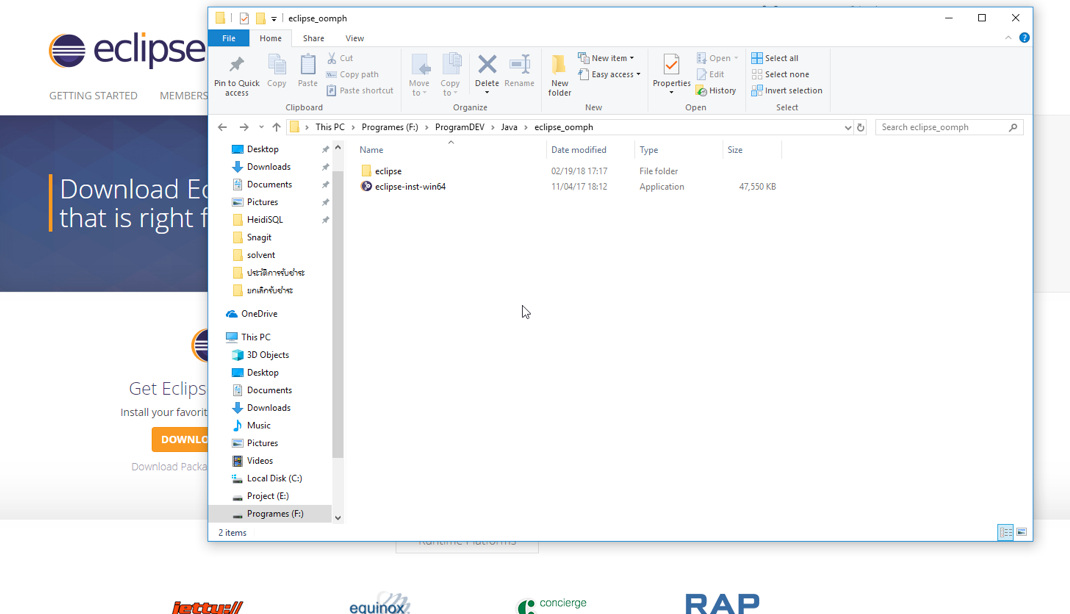 eclipse_oomph
File
Home
Share
View
Pin to Quick access
Copy
Paste
Cut
Copy path
Paste shortcut
Clipboard
Move to
Copy to
Delete
Rename
Organize
New folder
New item
Easy access
New
Properties
Open
Edit
History
Open
Select all
Select none
Invert selection
Select
This PC > Programes (F:) > ProgramDEV > Java > eclipse_oomph
Search eclipse_oomph
Desktop
Downloads
Documents
Pictures
HeidiSQL
Snagit
solvent
ประวัติการรับชำระ
ยกเลิกรับชำระ
OneDrive
This PC
3D Objects
Desktop
Documents
Downloads
Music
Pictures
Videos
Local Disk (C:)
Project (E:)
Programes (F:)
Name Date modified Type Size
eclipse 02/19/18 17:17 File folder
eclipse-inst-win64 11/04/17 18:12 Application 47,550 KB
2 items
eclipse
GETTING STARTED
MEMBERS
Download Ec
that is right f
Get Eclips
Install your favorit
DOWNLO
Download Packa
Runtime Platforms
jetty://
equinox
concierge
RAP